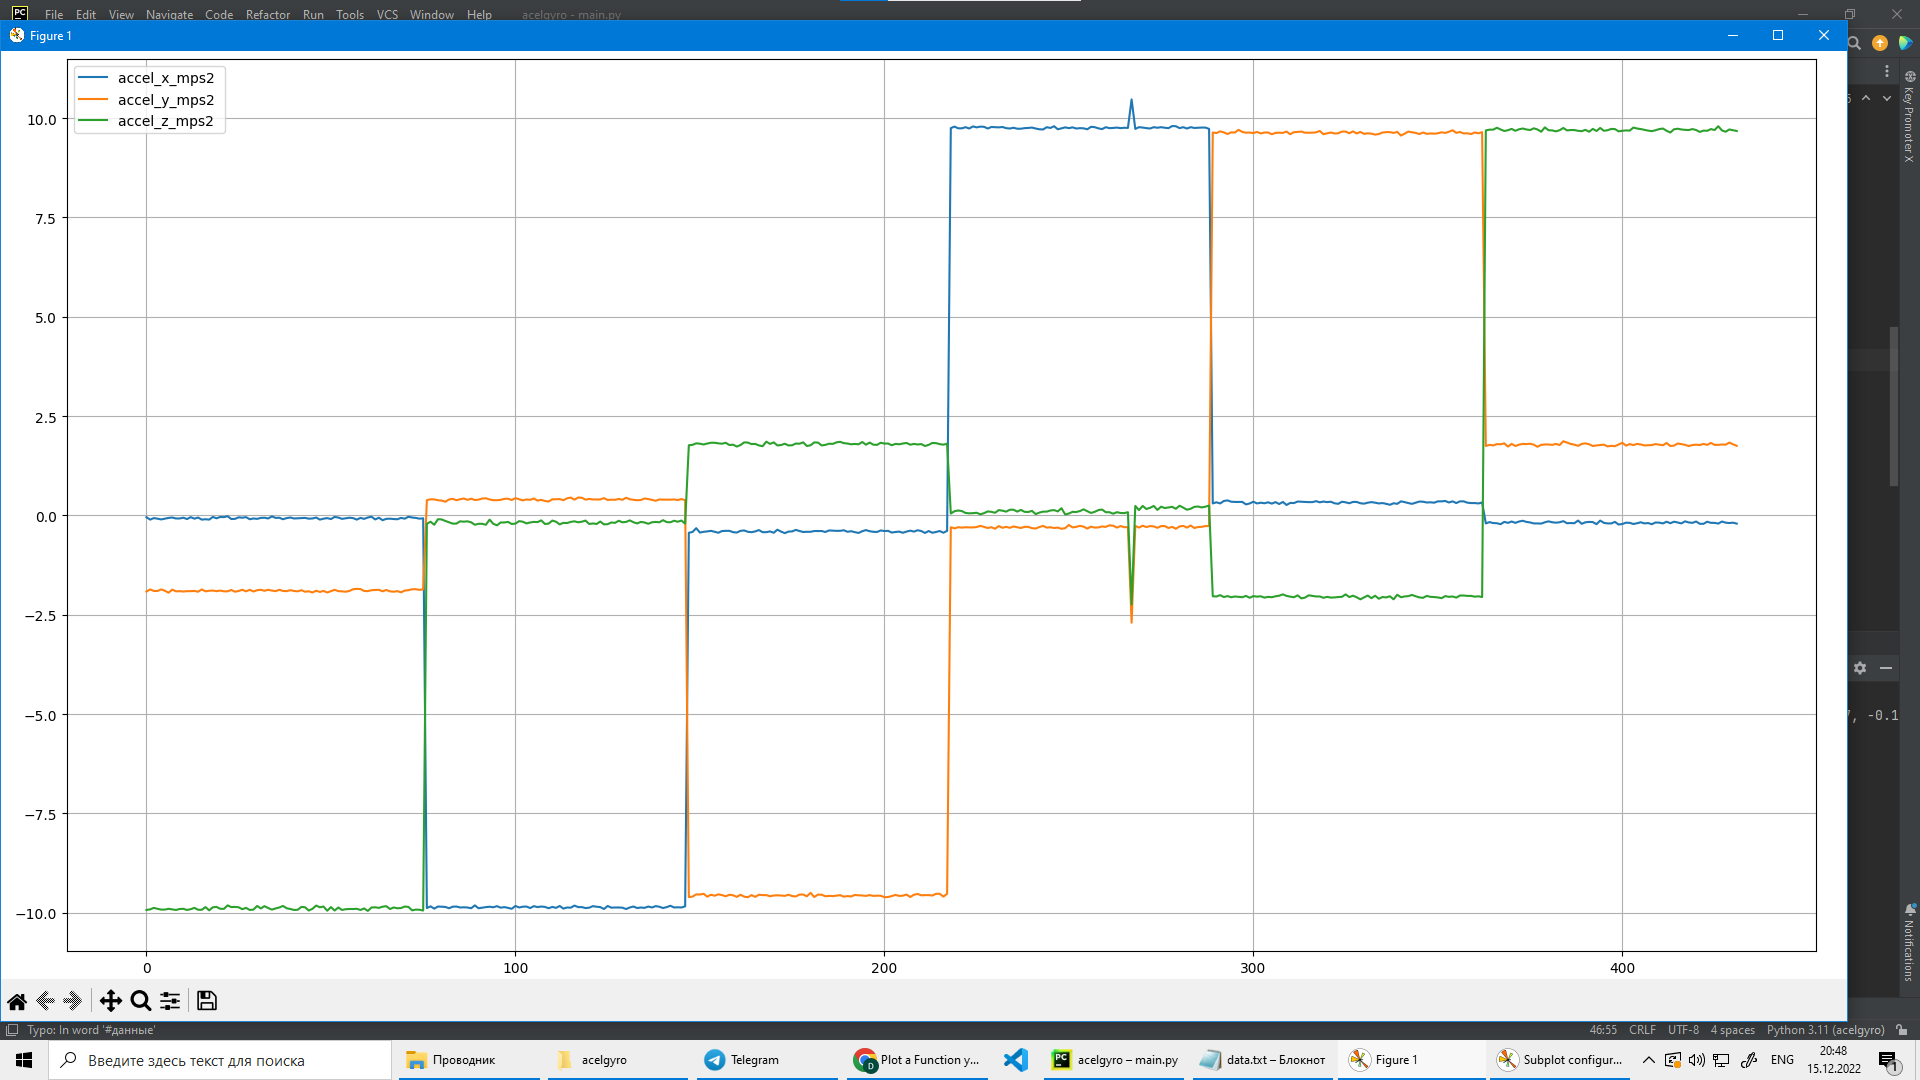 PC File Edit View Navigate Code Refactor Run Tools VCS Window Help acelgyro - main.py
Figure 1
accel_x_mps2
accel_y_mps2
accel_z_mps2
10.0
7.5
5.0
2.5
0.0
−2.5
−5.0
−7.5
−10.0
0 100 200 300 400
Key Promoter X
, -0.1
Notifications
Typo: In word '#данные' 46:55 CRLF UTF-8 4 spaces Python 3.11 (acelgyro)
Введите здесь текст для поиска Проводник acelgyro Telegram Plot a Function y... acelgyro – main.py data.txt – Блокнот Figure 1 Subplot configur... ENG 20:48
15.12.2022 1